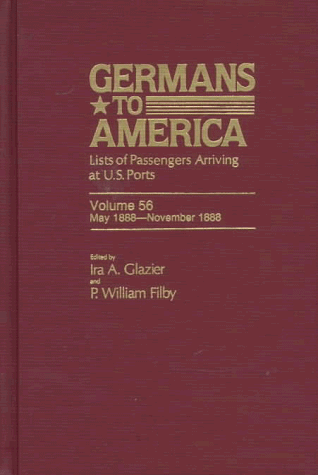 GERMANS
TO
AMERICA
Lists of Passengers Arriving
at U.S. Ports
Volume 56
May 1888—November 1888
Edited by
Ira A. Glazier
and
P. William Filby